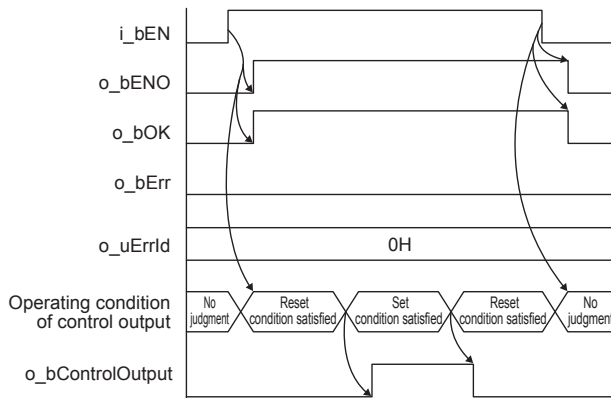 i_bEN
o_bENO
o_bOK
o_bErr
o_uErrId
0H
Operating condition
of control output
No
judgment
Reset
condition satisfied
Set
condition satisfied
Reset
condition satisfied
No
judgment
o_bControlOutput